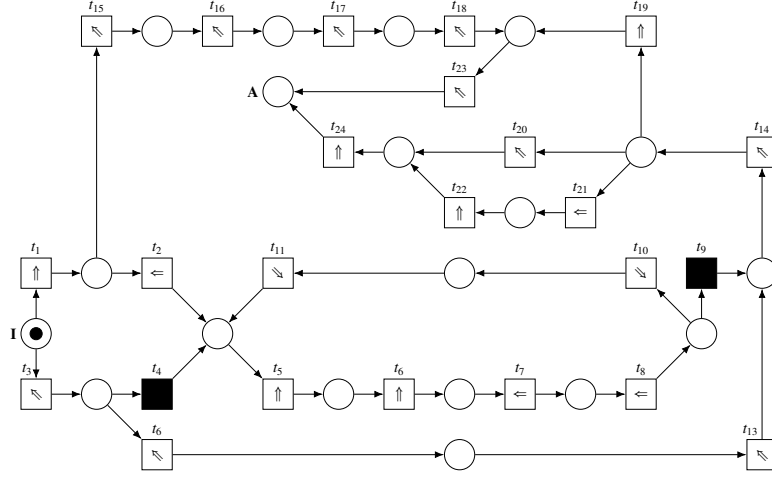 t15 t16 t17 t18 t19
⇖ ⇖ ⇖ ⇖ ⇑
t23
A ⇖
t24 t20 t14
⇑ ⇖ ⇖
t22 t21
⇑ ⇐
t1 t2 t11 t10 t9
⇑ ⇐ ⇘ ⇘
I
t3 t4 t5 t6 t7 t8
⇖ ⇑ ⇑ ⇐ ⇐
t6 t13
⇖ ⇖